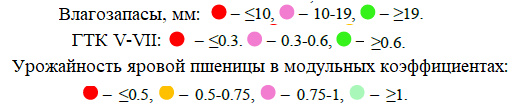 Влагозапасы, мм: – ≤10, – 10-19, – ≥19.
ГТК V-VII: – ≤0.3. – 0.3-0.6, – ≥0.6.
Урожайность яровой пшеницы в модульных коэффициентах:
– ≤0.5, – 0.5-0.75, – 0.75-1, – ≥1.